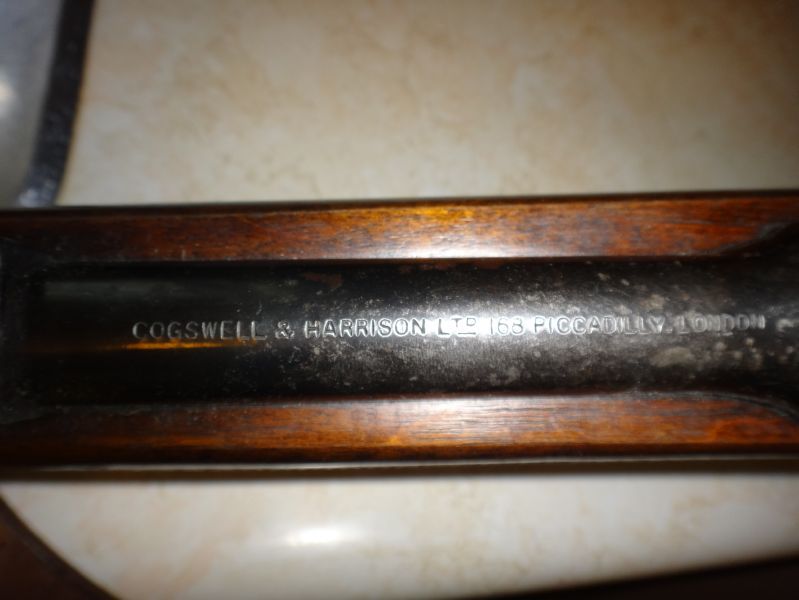 COGSWELL & HARRISON LTD 168 PICCADILLY. LONDON